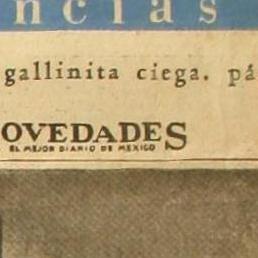 ncias
gallinita ciega. pá
OVEDADES
EL MEJOR DIARIO DE MEXICO